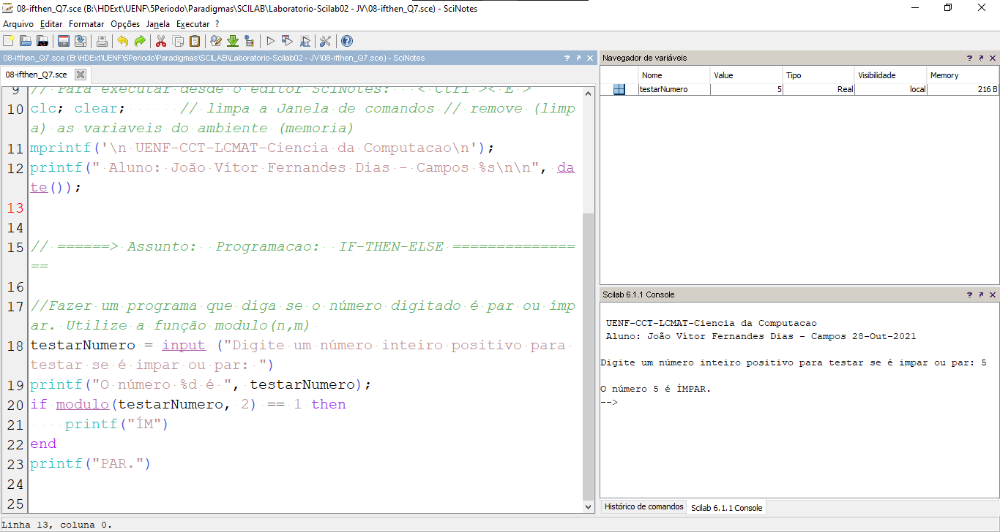 08-ifthen_Q7.sce (B:\HDExt\UENF\5Periodo\Paradigmas\SCILAB\Laboratorio-Scilab02 - JV\08-ifthen_Q7.sce) - SciNotes
Arquivo Editar Formatar Opções Janela Executar ?
08-ifthen_Q7.sce (B:\HDExt\UENF\5Periodo\Paradigmas\SCILAB\Laboratorio-Scilab02 - JV\08-ifthen_Q7.sce) - SciNotes
08-ifthen_Q7.sce
9 // Para executar desde o editor SciNotes: < Ctrl >< E >
10 clc; clear; // limpa a Janela de comandos // remove (limp
a) as variaveis do ambiente (memoria)
11 mprintf('\n UENF-CCT-LCMAT-Ciencia da Computacao\n');
12 printf(" Aluno: João Vítor Fernandes Dias - Campos %s\n\n", da
te());
13
14
15 // ======> Assunto: Programacao: IF-THEN-ELSE ==============
==
16
17 //Fazer um programa que diga se o número digitado é par ou ímp
ar. Utilize a função modulo(n,m)
18 testarNumero = input ("Digite um número inteiro positivo para
testar se é impar ou par: ")
19 printf("O número %d é ", testarNumero);
20 if modulo(testarNumero, 2) == 1 then
21 printf("ÍM")
22 end
23 printf("PAR.")
24
25
Linha 13, coluna 0.
Navegador de variáveis
Nome Value Tipo Visibilidade Memory
testarNumero 5 Real local 216 B
Scilab 6.1.1 Console
UENF-CCT-LCMAT-Ciencia da Computacao
Aluno: João Vítor Fernandes Dias - Campos 28-Out-2021
Digite um número inteiro positivo para testar se é impar ou par: 5
O número 5 é ÍMPAR.
-->
Histórico de comandos Scilab 6.1.1 Console